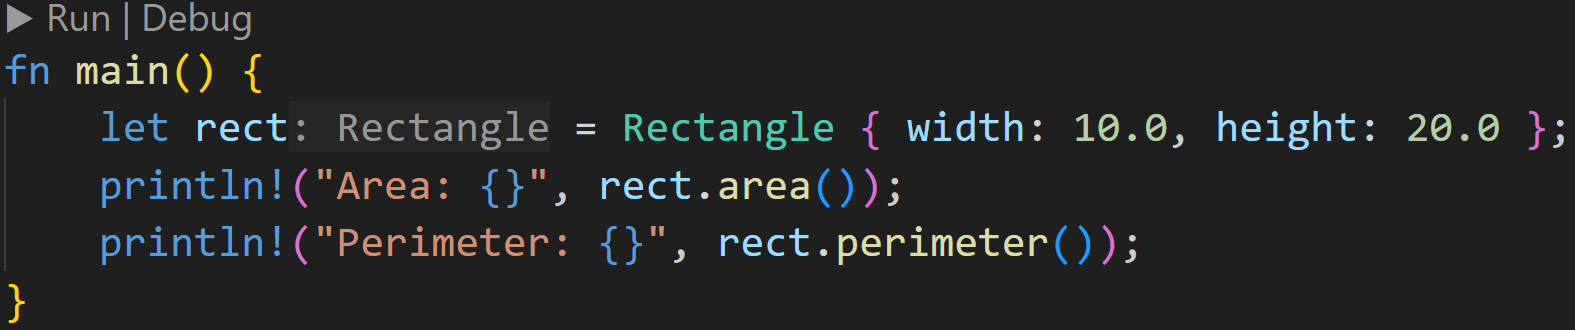 ▶ Run | Debug
fn main() {
    let rect: Rectangle = Rectangle { width: 10.0, height: 20.0 };
    println!("Area: {}", rect.area());
    println!("Perimeter: {}", rect.perimeter());
}